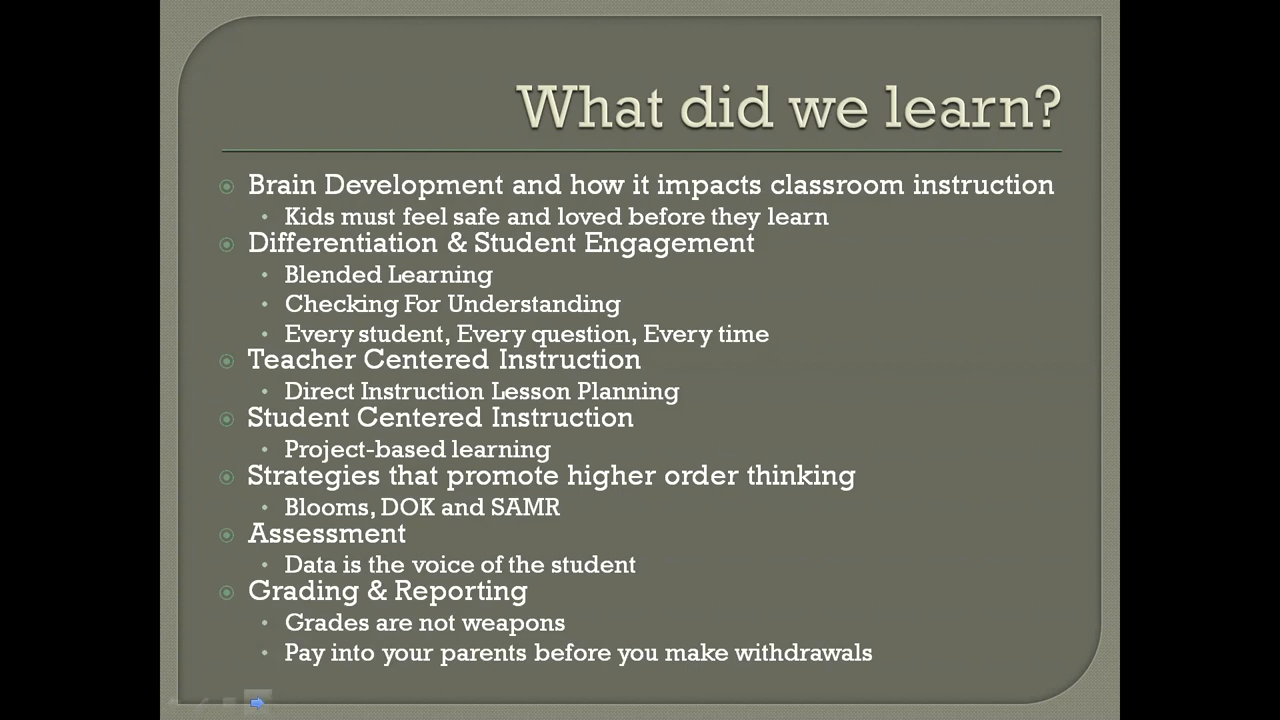 What did we learn?
Brain Development and how it impacts classroom instruction
Kids must feel safe and loved before they learn
Differentiation & Student Engagement
Blended Learning
Checking For Understanding
Every student, Every question, Every time
Teacher Centered Instruction
Direct Instruction Lesson Planning
Student Centered Instruction
Project-based learning
Strategies that promote higher order thinking
Blooms, DOK and SAMR
Assessment
Data is the voice of the student
Grading & Reporting
Grades are not weapons
Pay into your parents before you make withdrawals